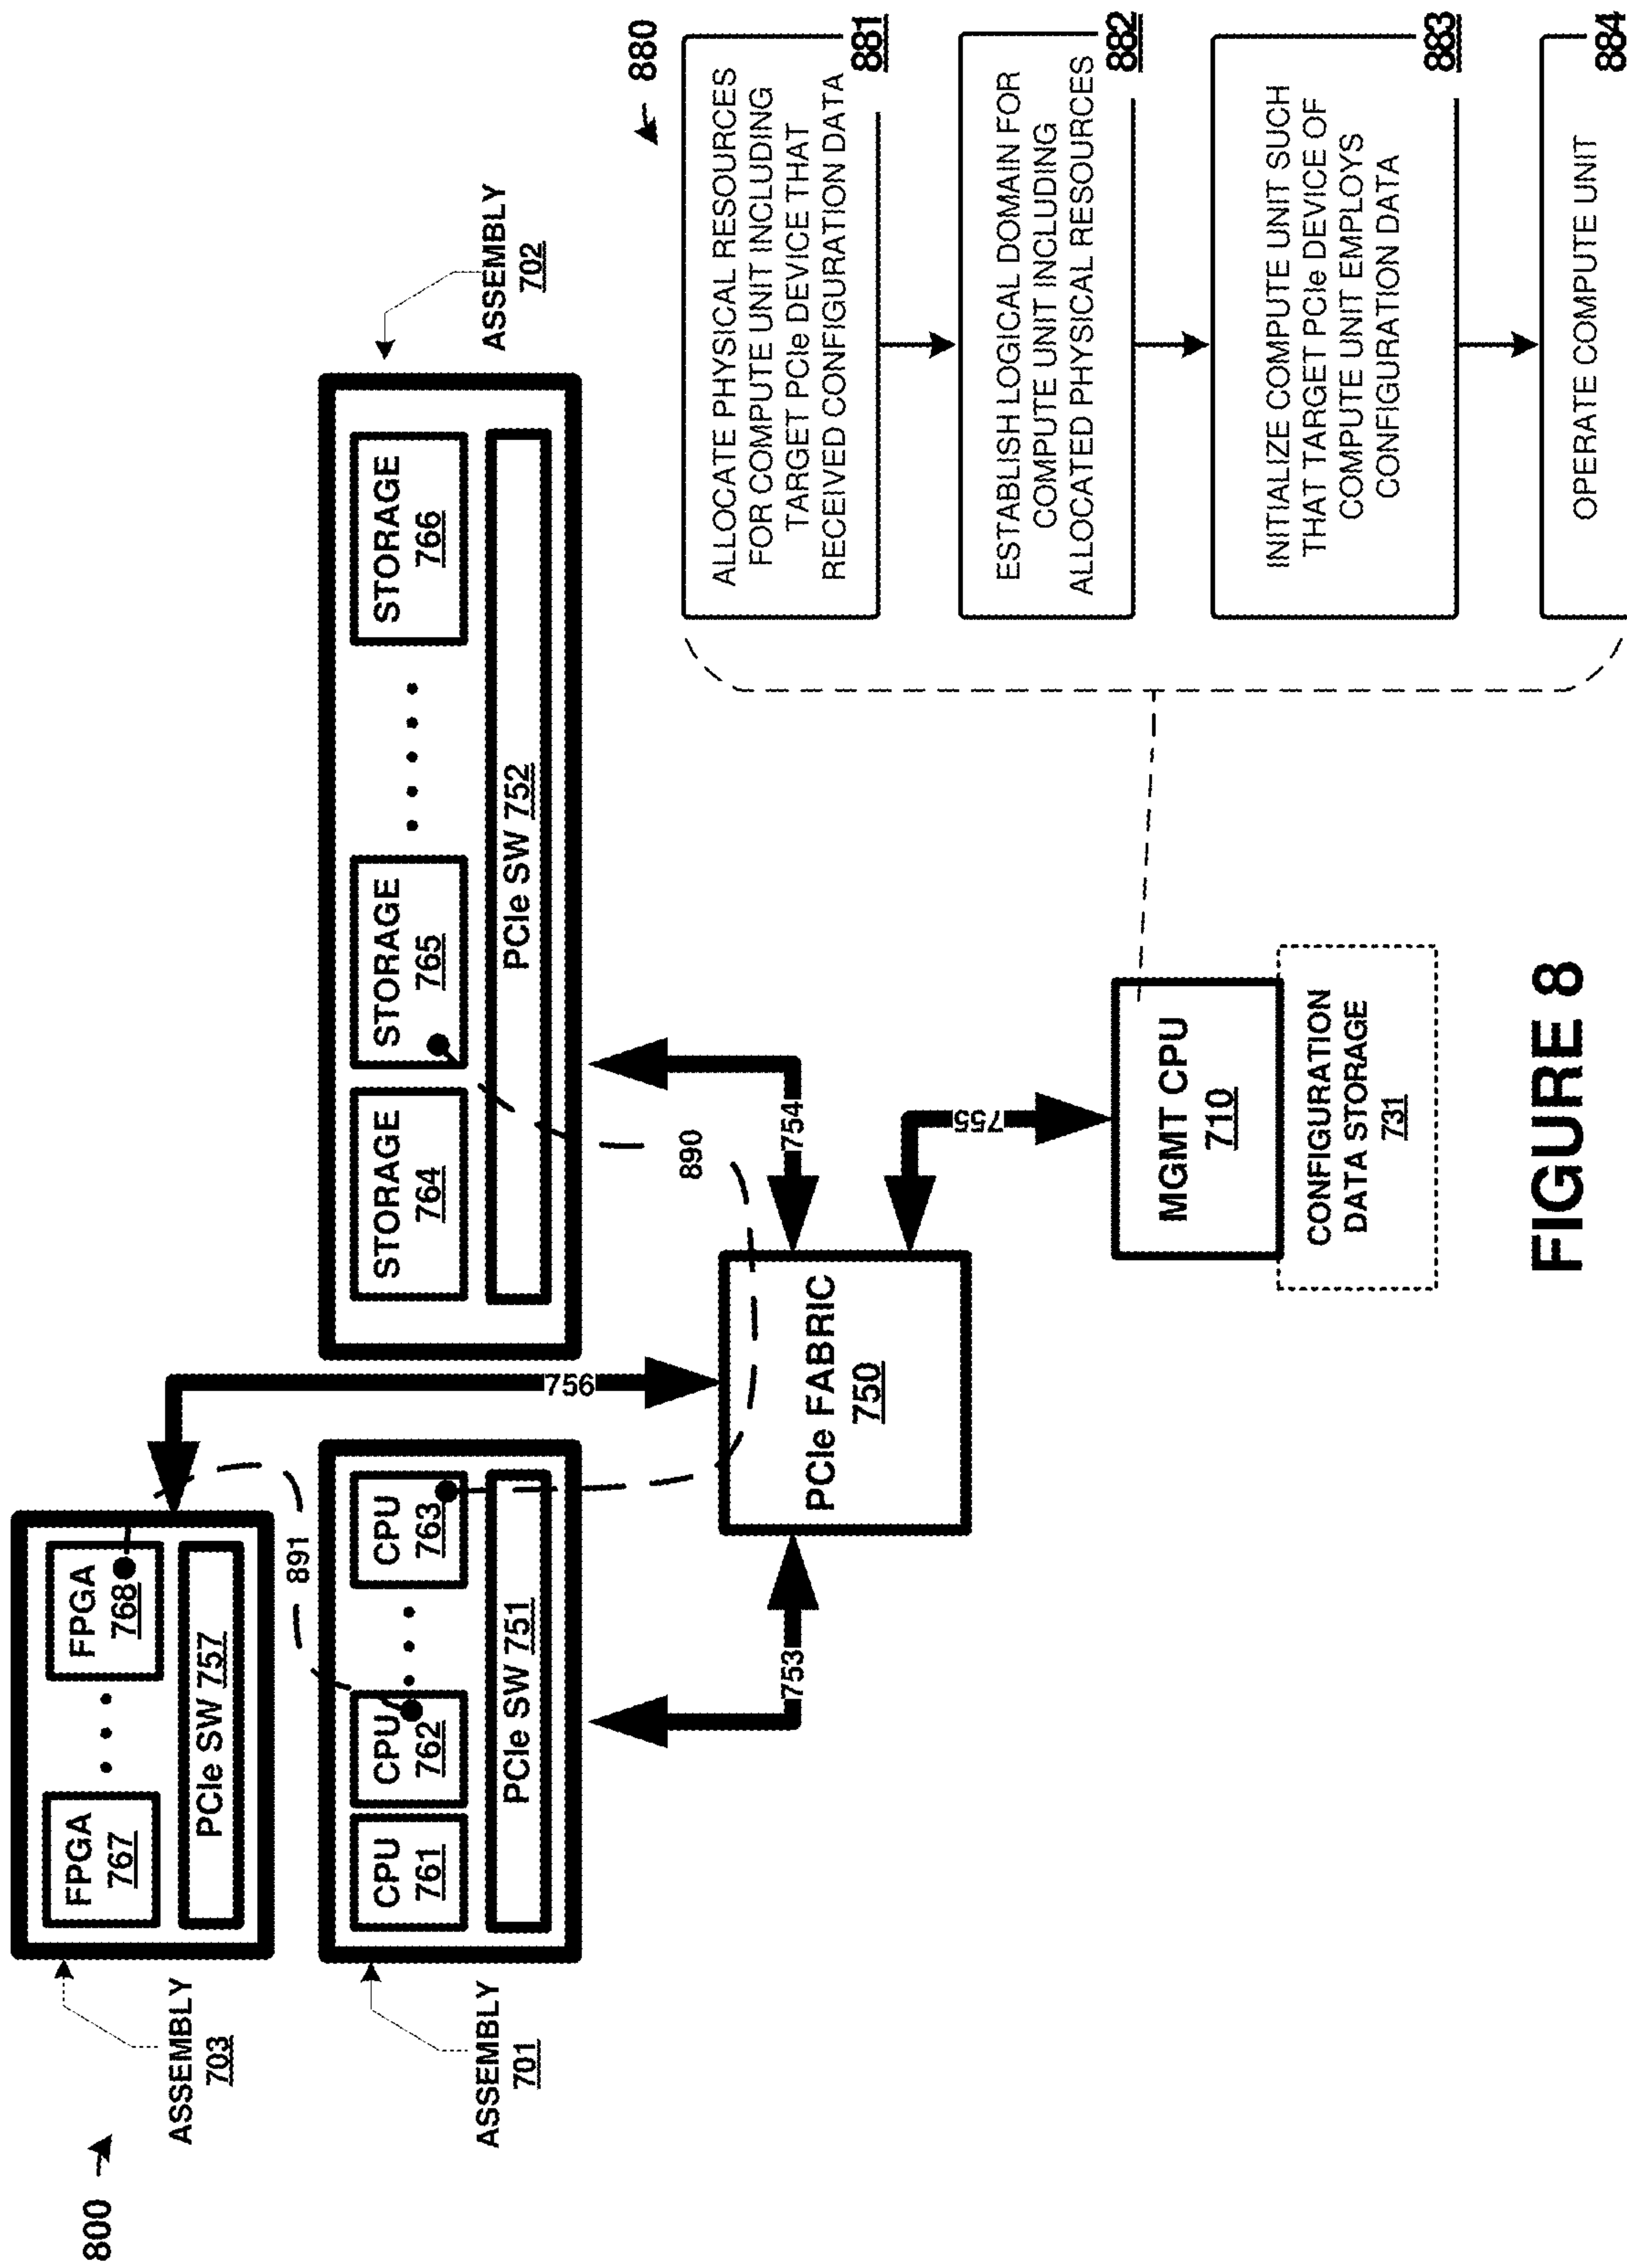 800
ASSEMBLY
703
FPGA
767
FPGA
768
PCIe SW 757
891
756
ASSEMBLY
701
CPU
761
CPU
762
CPU
763
PCIe SW 751
753
ASSEMBLY
702
STORAGE
764
STORAGE
765
STORAGE
766
PCIe SW 752
890
754
PCIe FABRIC
750
755
MGMT CPU
710
CONFIGURATION
DATA STORAGE
731
880
ALLOCATE PHYSICAL RESOURCES
FOR COMPUTE UNIT INCLUDING
TARGET PCIe DEVICE THAT
RECEIVED CONFIGURATION DATA
881
ESTABLISH LOGICAL DOMAIN FOR
COMPUTE UNIT INCLUDING
ALLOCATED PHYSICAL RESOURCES
882
INITIALIZE COMPUTE UNIT SUCH
THAT TARGET PCIe DEVICE OF
COMPUTE UNIT EMPLOYS
CONFIGURATION DATA
883
OPERATE COMPUTE UNIT
884
FIGURE 8